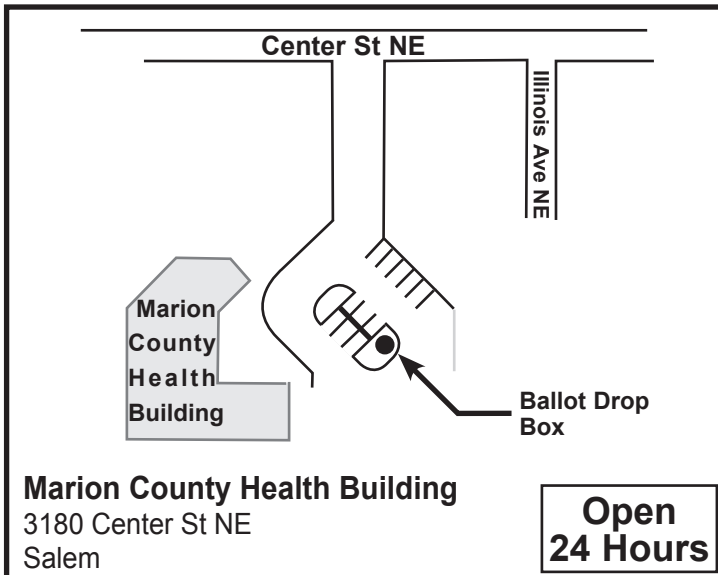 Center St NE
Illinois Ave NE
Marion
County
Health
Building
Ballot Drop
Box
Marion County Health Building
3180 Center St NE
Salem
Open
24 Hours